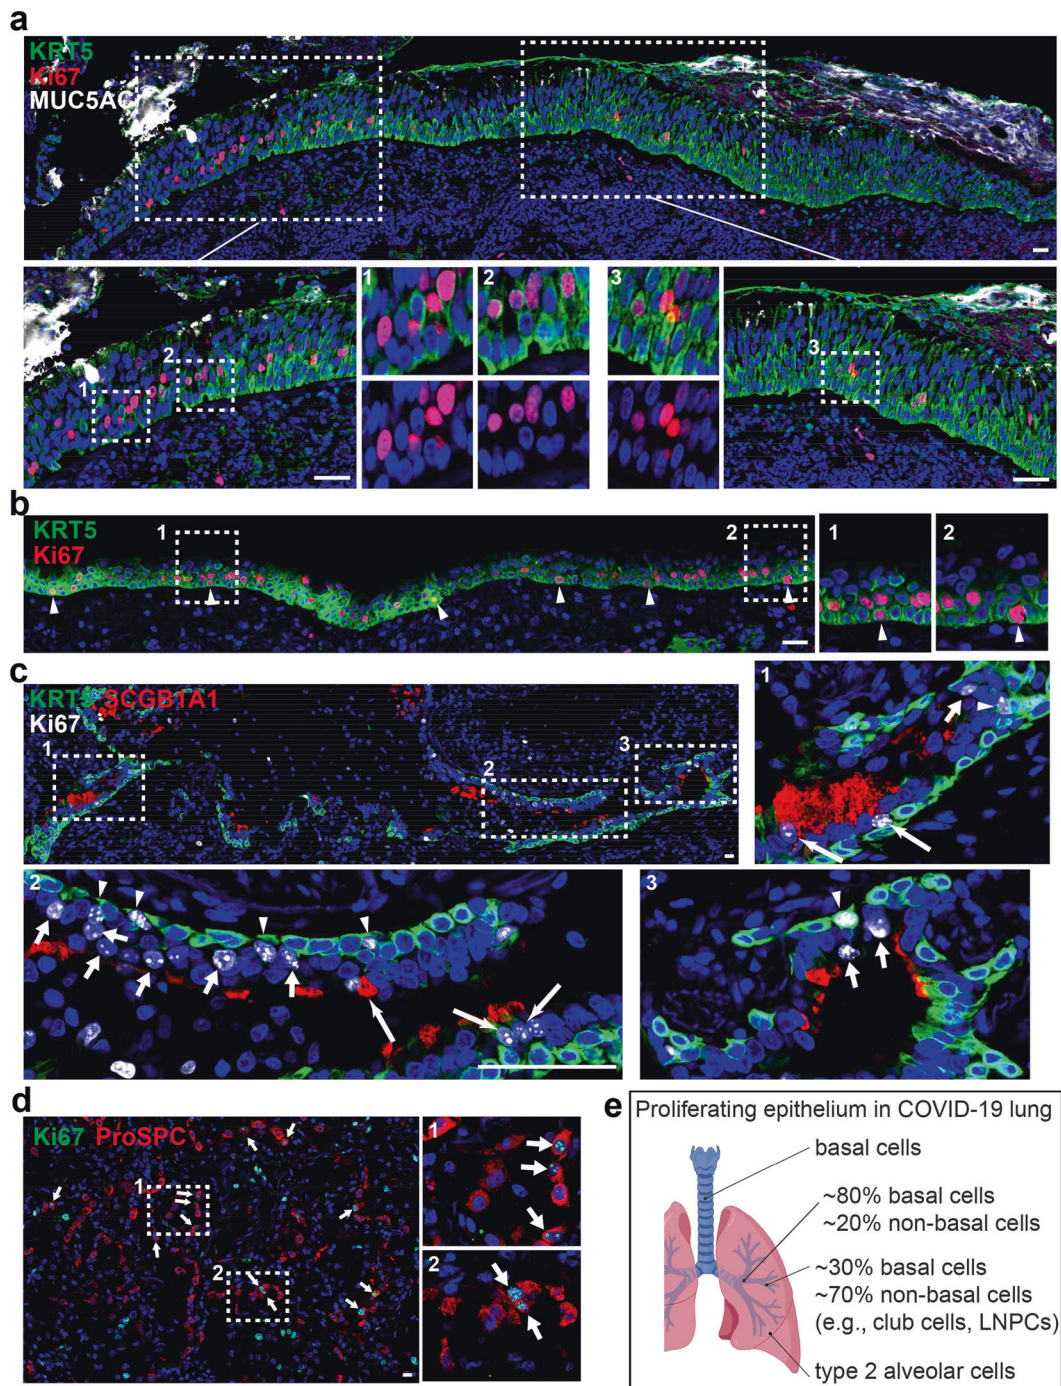 a
KRT5
Ki67
MUC5AC
1
2
3
2
1
3
b
KRT5
Ki67
1
2
1
2
c
KRT5 SCGB1A1
Ki67
1
2
3
1
2
3
d
Ki67 ProSPC
1
2
1
2
e
Proliferating epithelium in COVID-19 lung
basal cells
~80% basal cells
~20% non-basal cells
~30% basal cells
~70% non-basal cells
(e.g., club cells, LNPCs)
type 2 alveolar cells